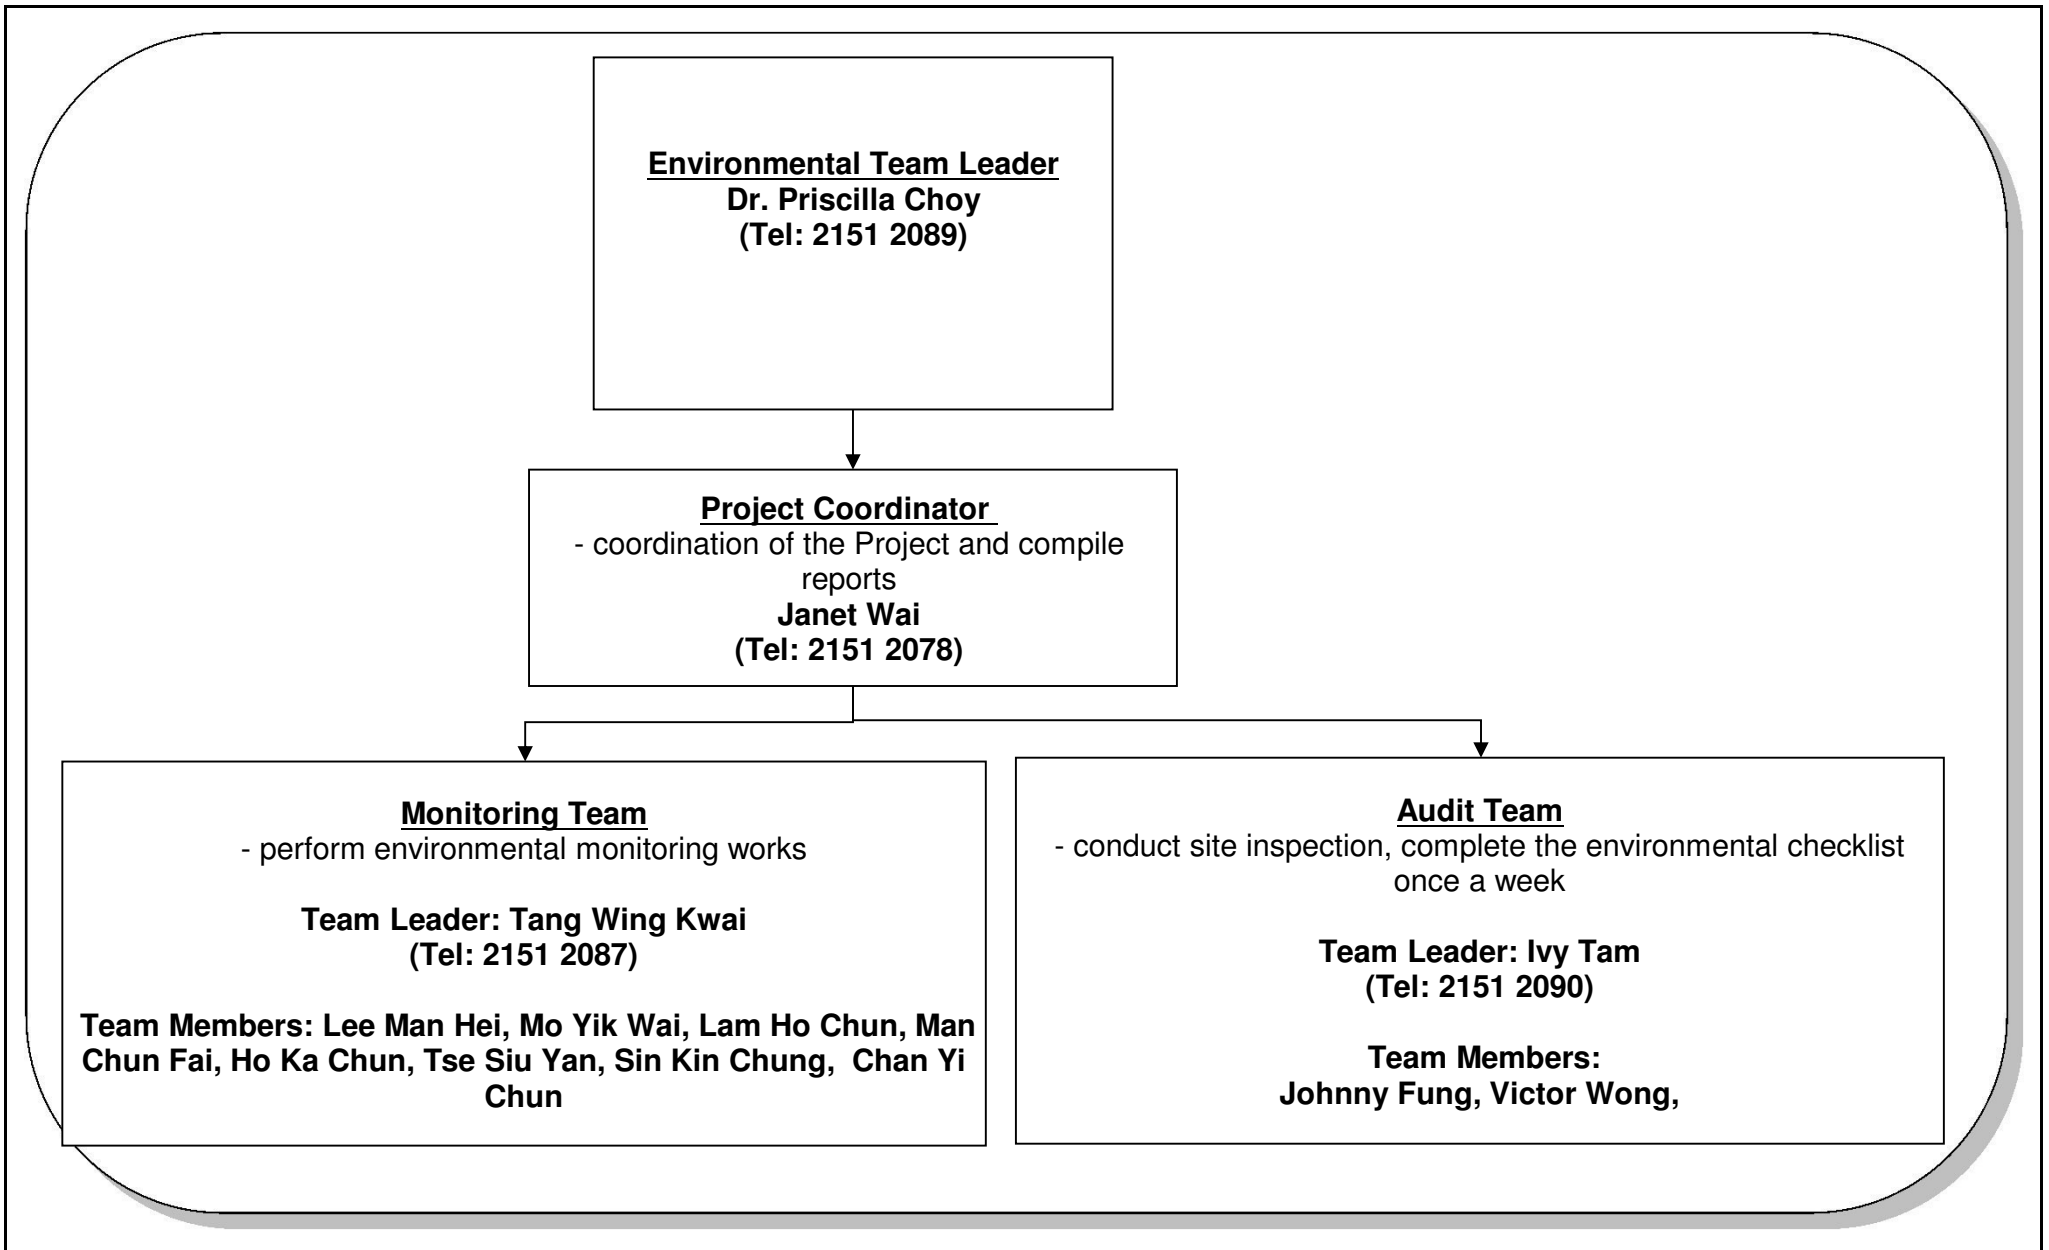 Environmental Team Leader
Dr. Priscilla Choy
(Tel: 2151 2089)
Project Coordinator
- coordination of the Project and compile
reports
Janet Wai
(Tel: 2151 2078)
Monitoring Team
- perform environmental monitoring works
Team Leader: Tang Wing Kwai
(Tel: 2151 2087)
Team Members: Lee Man Hei, Mo Yik Wai, Lam Ho Chun, Man
Chun Fai, Ho Ka Chun, Tse Siu Yan, Sin Kin Chung, Chan Yi
Chun
Audit Team
- conduct site inspection, complete the environmental checklist
once a week
Team Leader: Ivy Tam
(Tel: 2151 2090)
Team Members:
Johnny Fung, Victor Wong,